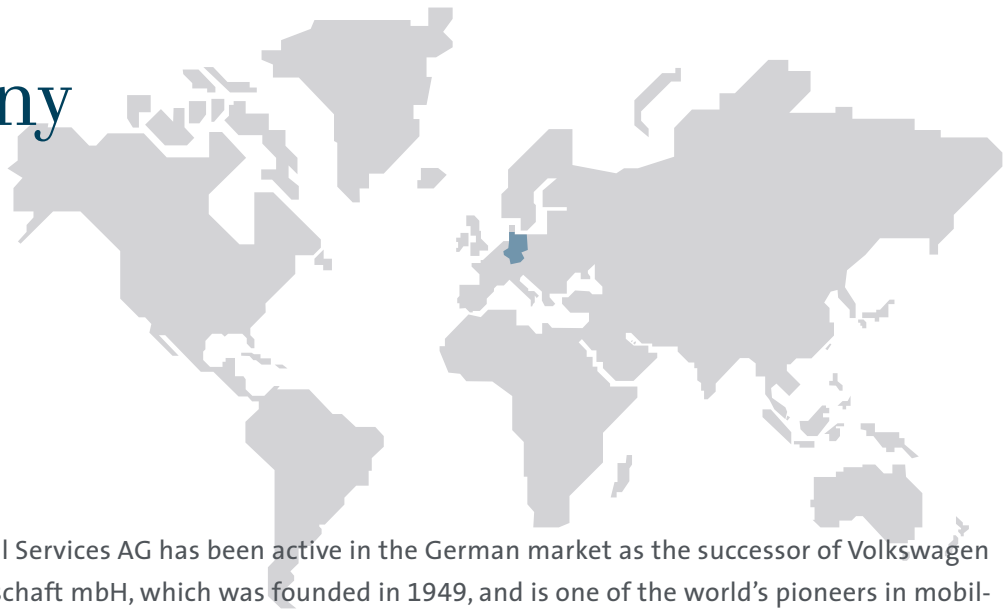 ny
l Services AG has been active in the German market as the successor of Volkswagen
schaft mbH, which was founded in 1949, and is one of the world’s pioneers in mobil-